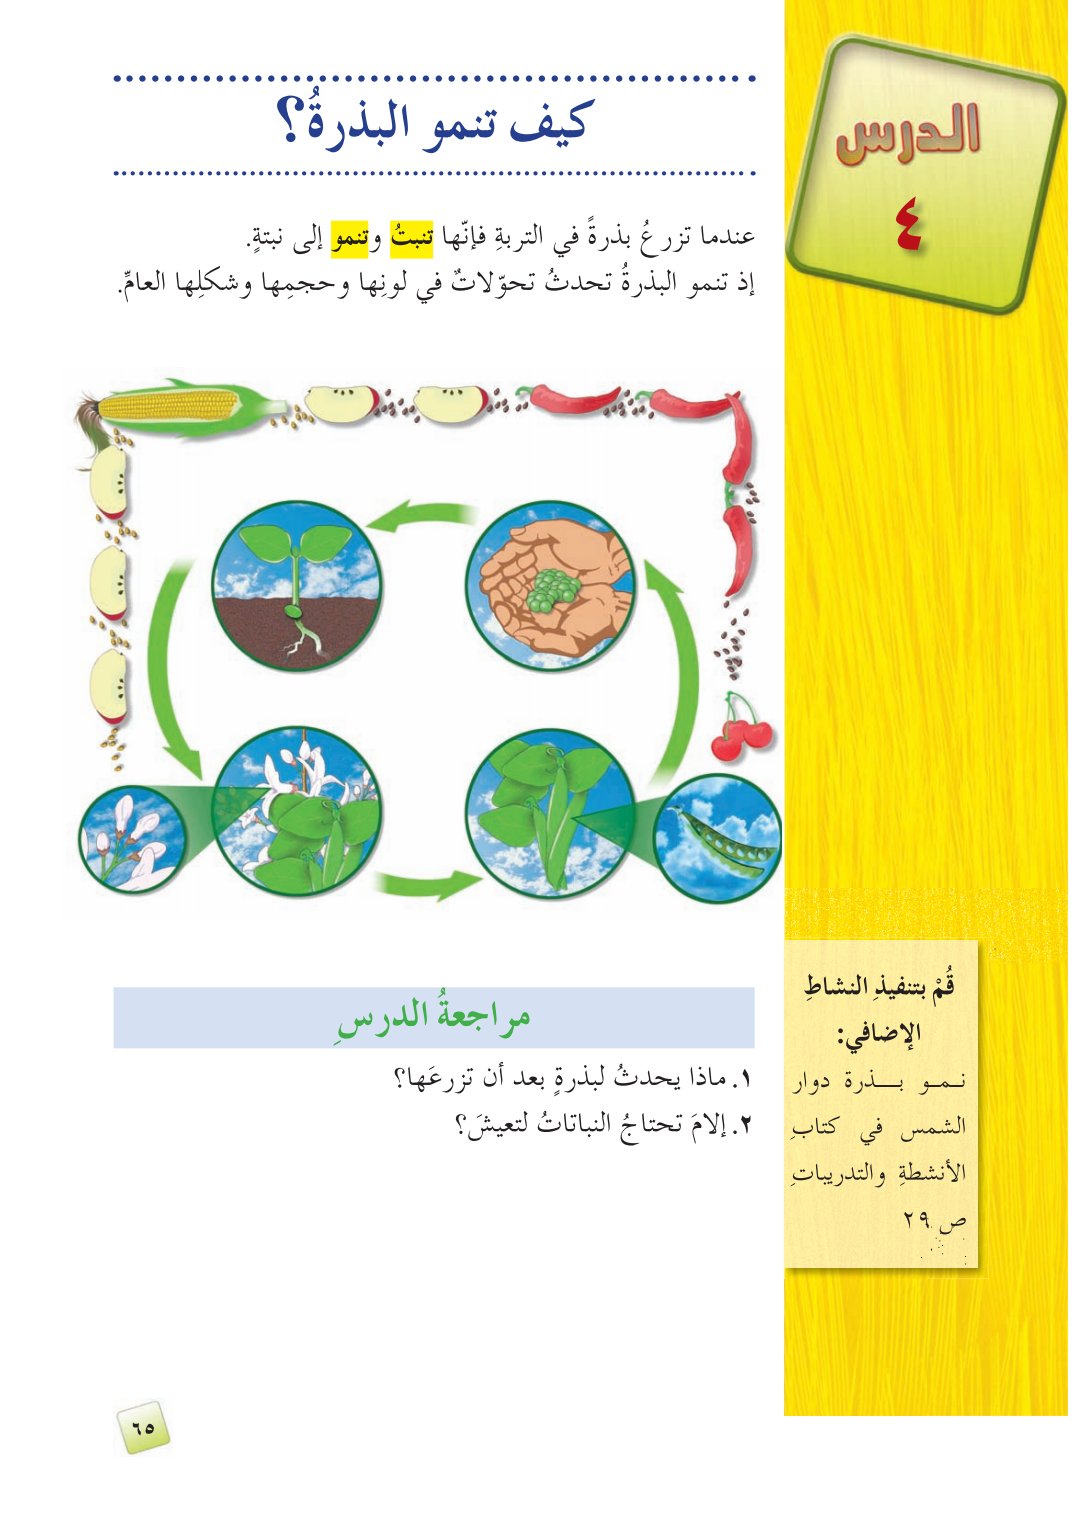 الدرس
٤
كيف تنمو البذرةُ؟
عندما تزرعُ بذرةً في التربةِ فإنّها تنبتُ وتنمو إلى نبتةٍ.
إذ تنمو البذرةُ تحدثُ تحوّلاتٌ في لونِها وحجمِها وشكلِها العامِّ.
قُمْ بتنفيذِ النشاطِ
الإضافي:
نـمـو بـــذرة دوار
الشمس في كتابِ
الأنشطةِ والتدريباتِ
ص ٢٩
مراجعةُ الدرسِ
١. ماذا يحدثُ لبذرةٍ بعد أن تزرعَها؟
٢. إلامَ تحتاجُ النباتاتُ لتعيشَ؟
٦٥